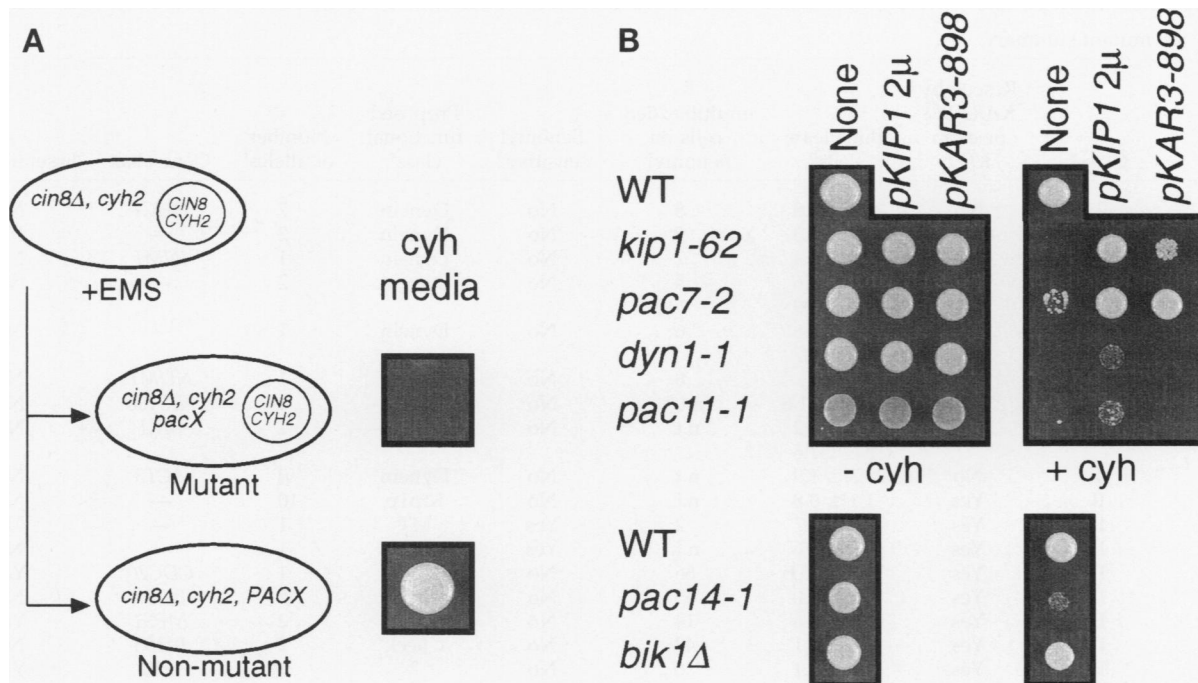 A
cin8Δ, cyh2
CIN8
CYH2
+EMS
cyh
media
cin8Δ, cyh2
pacX
CIN8
CYH2
Mutant
cin8Δ, cyh2, PACX
Non-mutant
B
None
pKIP1 2μ
pKAR3-898
None
pKIP1 2μ
pKAR3-898
WT
kip1-62
pac7-2
dyn1-1
pac11-1
- cyh
+ cyh
WT
pac14-1
bik1Δ